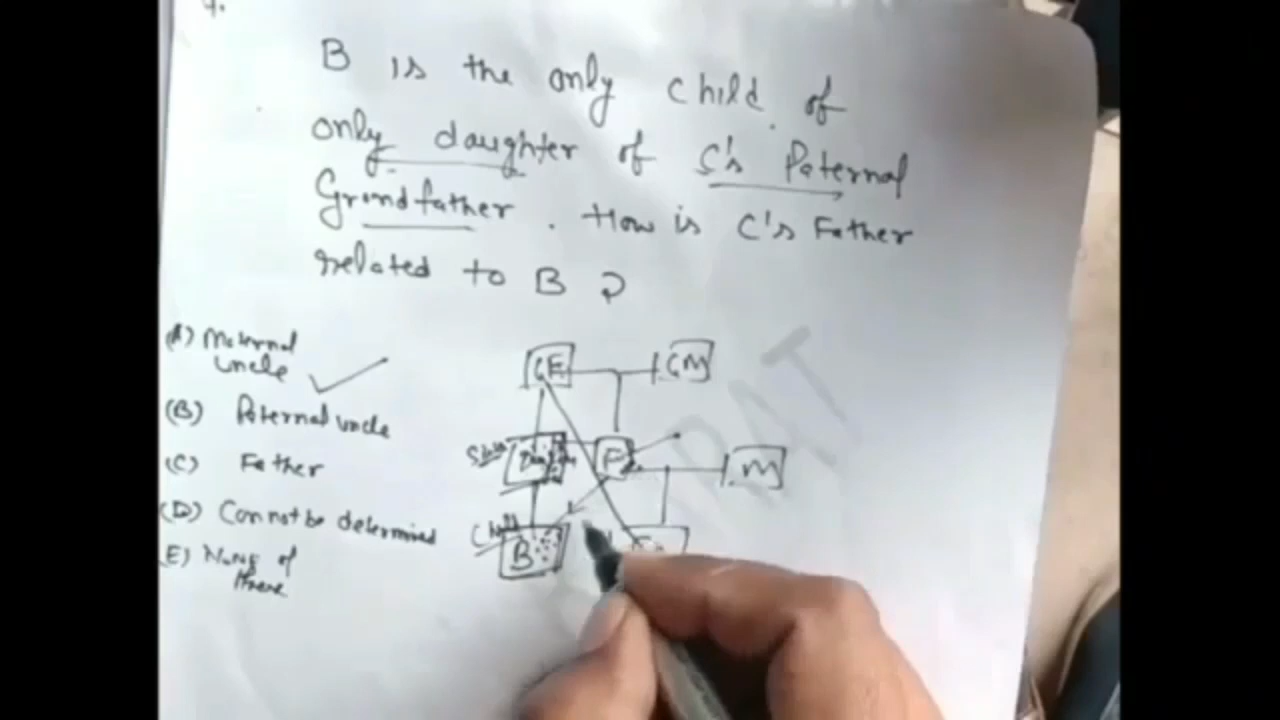 B is the only child of
only daughter of C's Paternal
Grandfather. How is C's Father
related to B ?
(A) Maternal
uncle
(B) Paternal uncle
(C) Father
(D) Cannot be determined
(E) None of
these
GF
GM
F
M
B